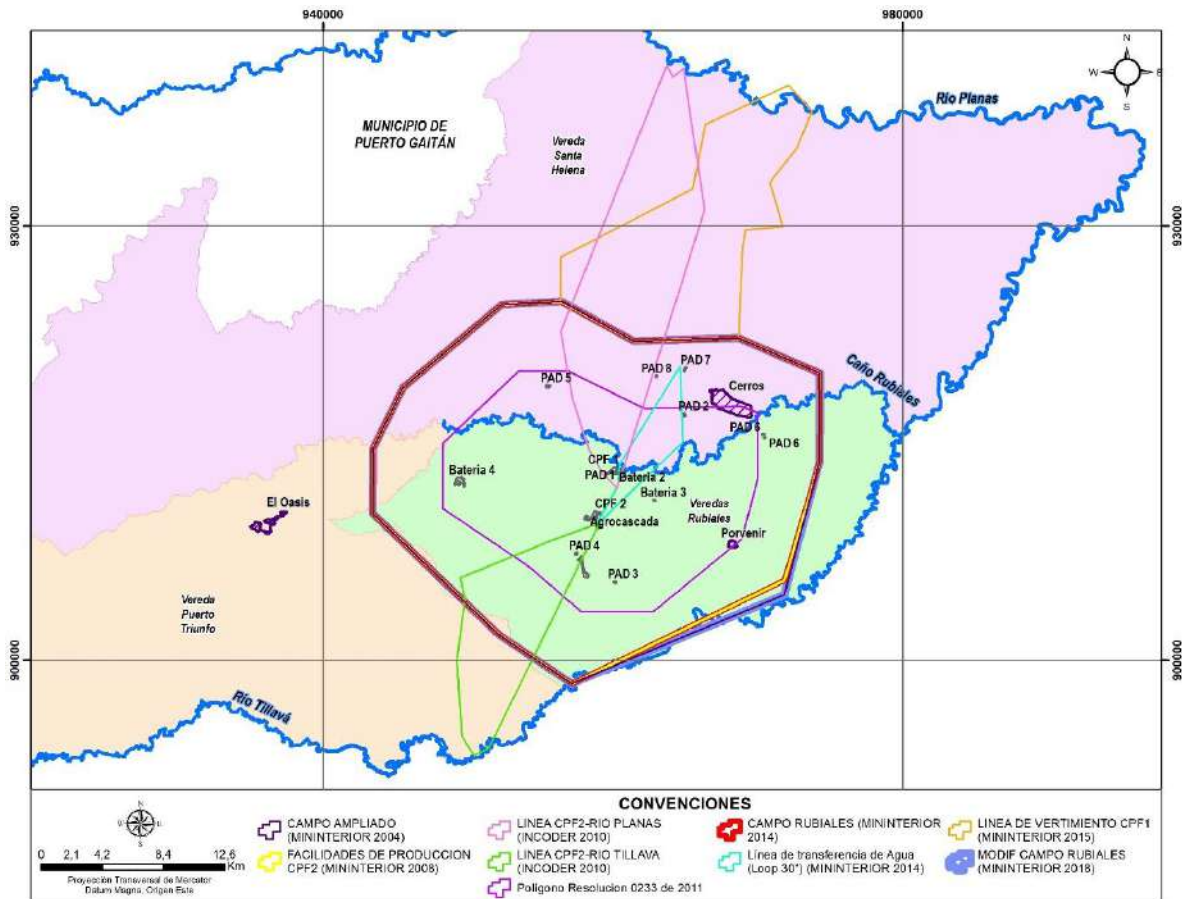 940000
980000
N
W
E
S
Río Planas
MUNICIPIO DE
PUERTO GAITÁN
Vereda
Santa
Helena
930000
930000
Caño Rubiales
PAD 8
PAD 7
PAD 5
Cerros
PAD 2
PAD 6
PAD 6
CPF 1
PAD 1
Bateria 2
Bateria 4
Bateria 3
El Oasis
CPF 2
Veredas
Rubiales
Agrocascada
Porvenir
PAD 4
PAD 3
Vereda
Puerto
Triunfo
900000
900000
Río Tillavá
CONVENCIONES
N
S
0 2,1 4,2 8,4 12,6
Km
Proyección Transversal de Mercator
Datum Magna, Origen Este
CAMPO AMPLIADO
(MININTERIOR 2004)
FACILIDADES DE PRODUCCION
CPF2 (MININTERIOR 2008)
LINEA CPF2-RIO PLANAS
(INCODER 2010)
LINEA CPF2-RIO TILLAVA
(INCODER 2010)
Poligono Resolucion 0233 de 2011
CAMPO RUBIALES (MININTERIOR
2014)
Línea de transferencia de Agua
(Loop 30") (MININTERIOR 2014)
LINEA DE VERTIMIENTO CPF1
(MININTERIOR 2015)
MODIF CAMPO RUBIALES
(MININTERIOR 2018)